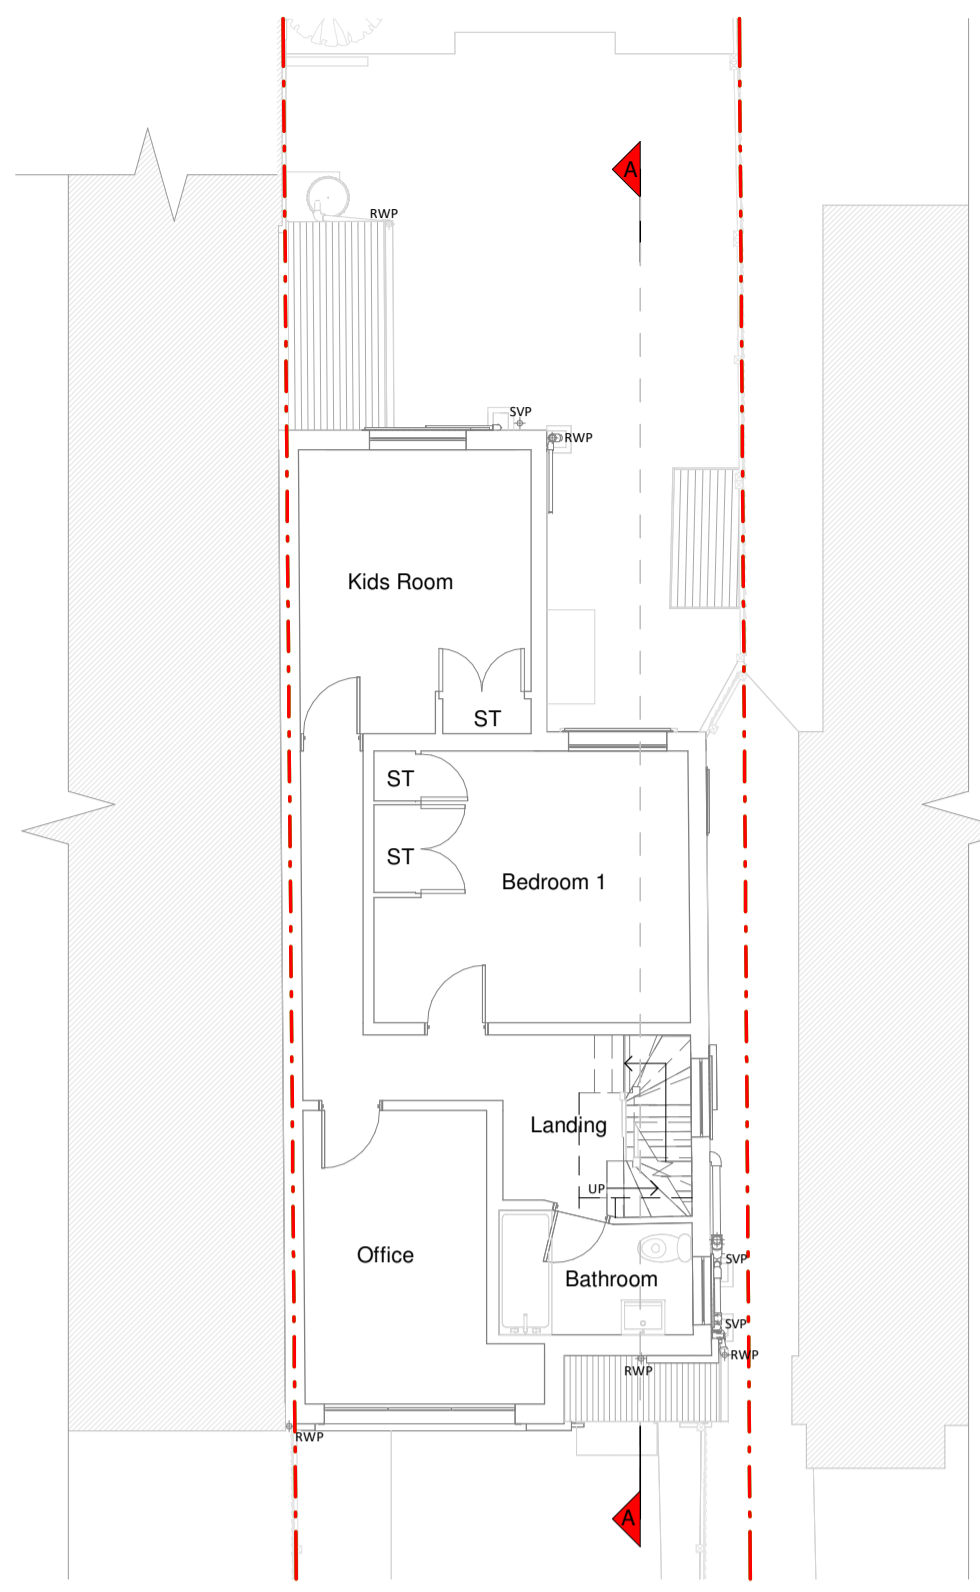 A
RWP
SVP
RWP
Kids Room
ST
ST
ST
Bedroom 1
Landing
UP
Office
Bathroom
SVP
SVP
RWP
RWP
RWP
A